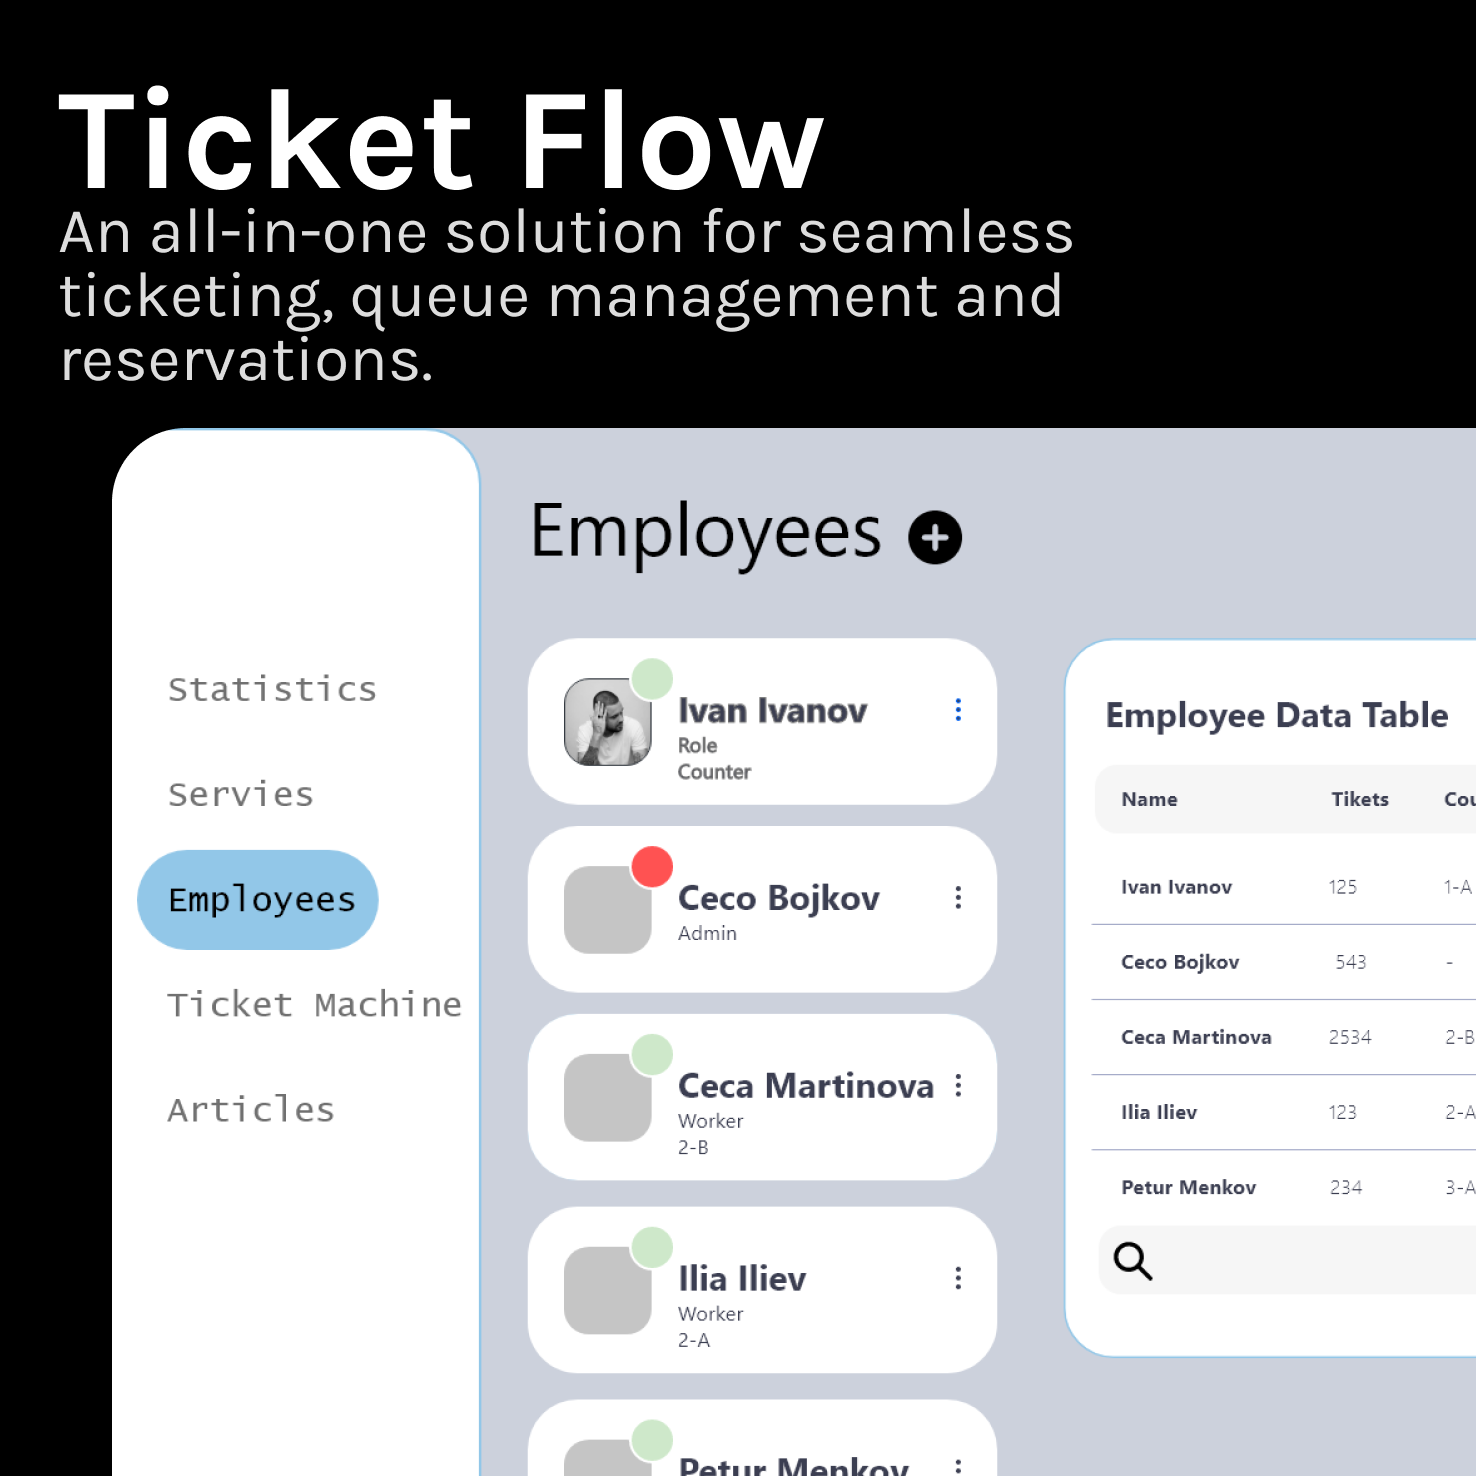 Ticket Flow
An all-in-one solution for seamless
ticketing, queue management and
reservations.
Statistics
Servies
Employees
Ticket Machine
Articles
Employees
Ivan Ivanov
Role
Counter
Ceco Bojkov
Admin
Ceca Martinova
Worker
2-B
Ilia Iliev
Worker
2-A
Petur Menkov
Employee Data Table
Name Tikets Cou
Ivan Ivanov 125 1-A
Ceco Bojkov 543 -
Ceca Martinova 2534 2-B
Ilia Iliev 123 2-A
Petur Menkov 234 3-A